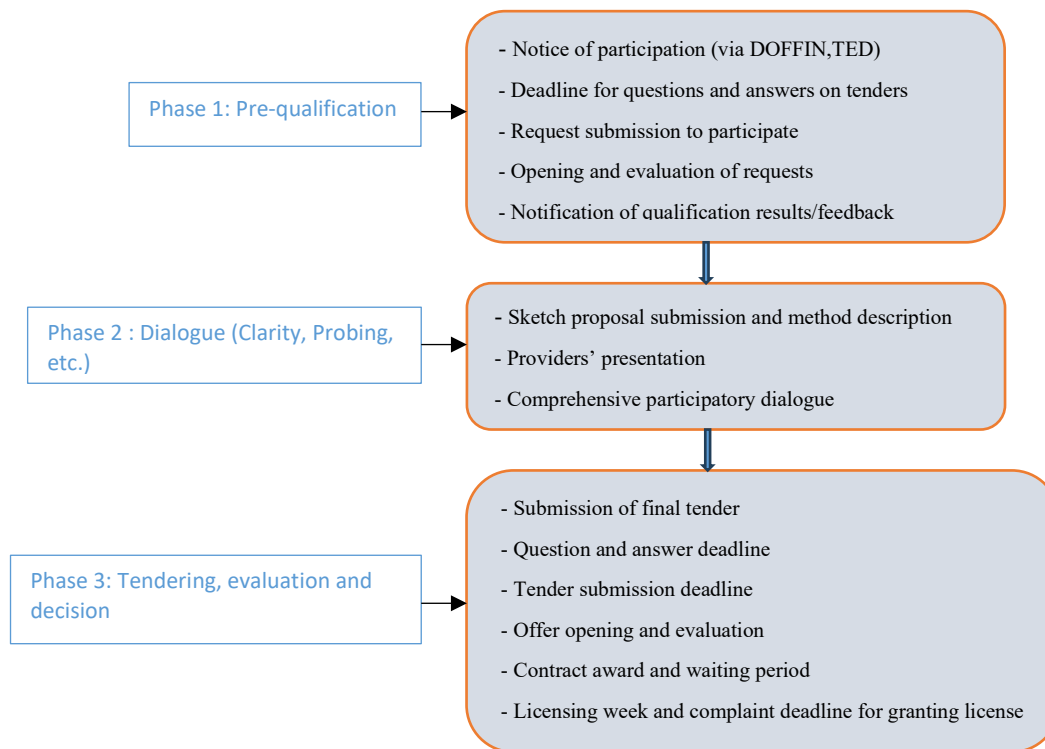 Phase 1: Pre-qualification
- Notice of participation (via DOFFIN,TED)
- Deadline for questions and answers on tenders
- Request submission to participate
- Opening and evaluation of requests
- Notification of qualification results/feedback
Phase 2 : Dialogue (Clarity, Probing,
etc.)
- Sketch proposal submission and method description
- Providers’ presentation
- Comprehensive participatory dialogue
Phase 3: Tendering, evaluation and
decision
- Submission of final tender
- Question and answer deadline
- Tender submission deadline
- Offer opening and evaluation
- Contract award and waiting period
- Licensing week and complaint deadline for granting license